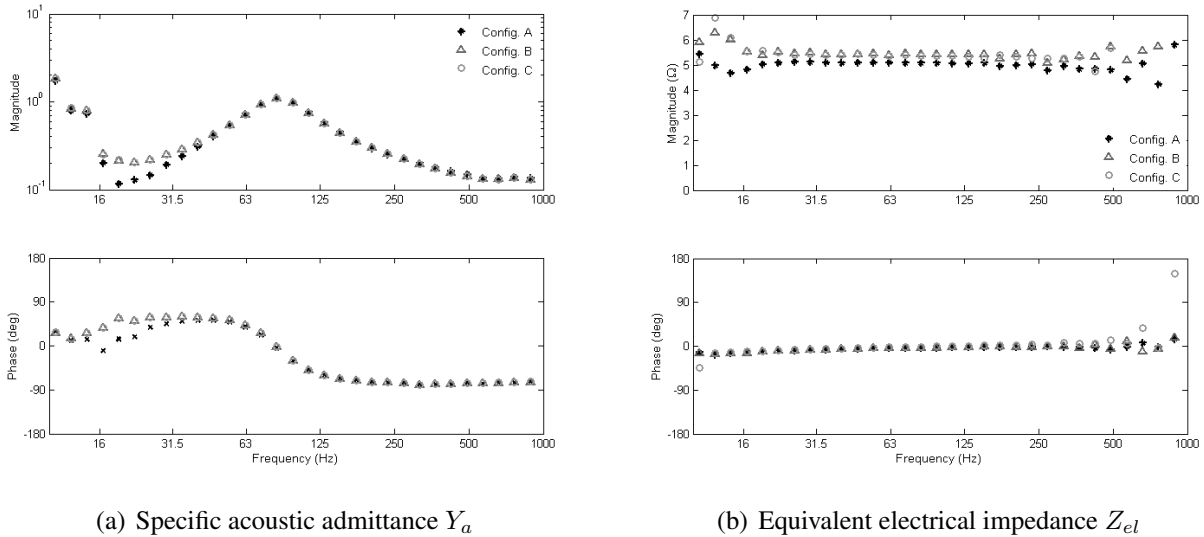 10^1
10^0
10^-1
Magnitude
Config. A
Config. B
Config. C
16 31.5 63 125 250 500 1000
180
90
0
-90
-180
Phase (deg)
16 31.5 63 125 250 500 1000
Frequency (Hz)
(a) Specific acoustic admittance Y_a
7
6
5
4
3
2
1
0
Magnitude (Ω)
Config. A
Config. B
Config. C
16 31.5 63 125 250 500 1000
180
90
0
-90
-180
Phase (deg)
16 31.5 63 125 250 500 1000
Frequency (Hz)
(b) Equivalent electrical impedance Z_el